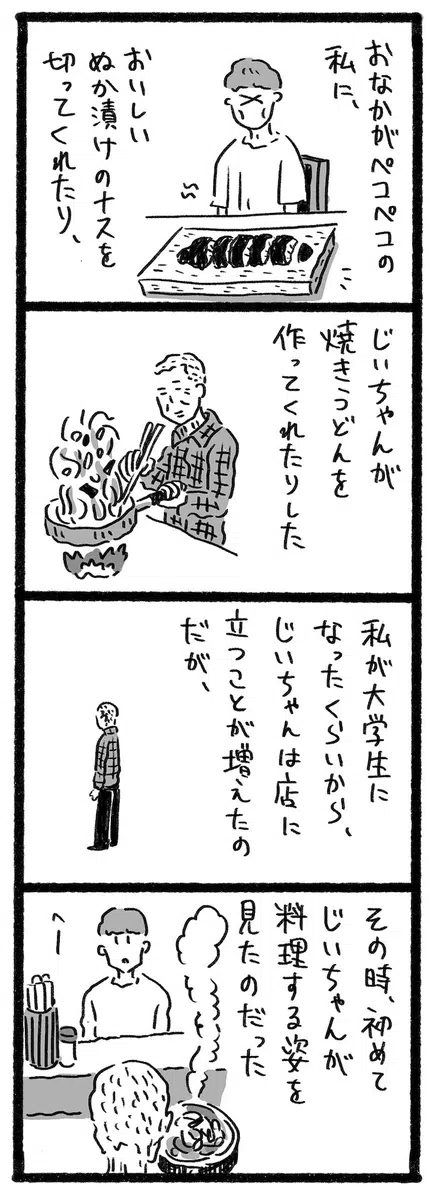 おなかがペコペコの
私に、
おいしい
ぬか漬けのナスを
切ってくれたり、
じいちゃんが
焼きうどんを
作ってくれたりした
私が大学生に
なったくらいから、
じいちゃんは店に
立つことが増えたの
だが、
その時、初めて
じいちゃんが
料理する姿を
見たのだった
へー